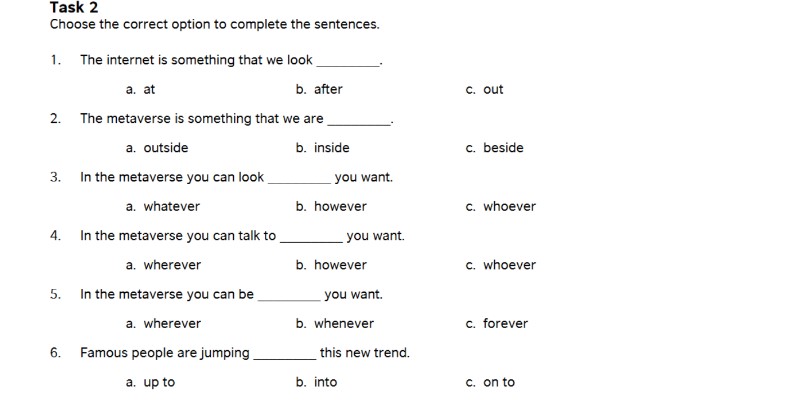 Task 2
Choose the correct option to complete the sentences.
1. The internet is something that we look _________.
a. at b. after c. out
2. The metaverse is something that we are _________.
a. outside b. inside c. beside
3. In the metaverse you can look _________ you want.
a. whatever b. however c. whoever
4. In the metaverse you can talk to _________ you want.
a. wherever b. however c. whoever
5. In the metaverse you can be _________ you want.
a. wherever b. whenever c. forever
6. Famous people are jumping _________ this new trend.
a. up to b. into c. on to